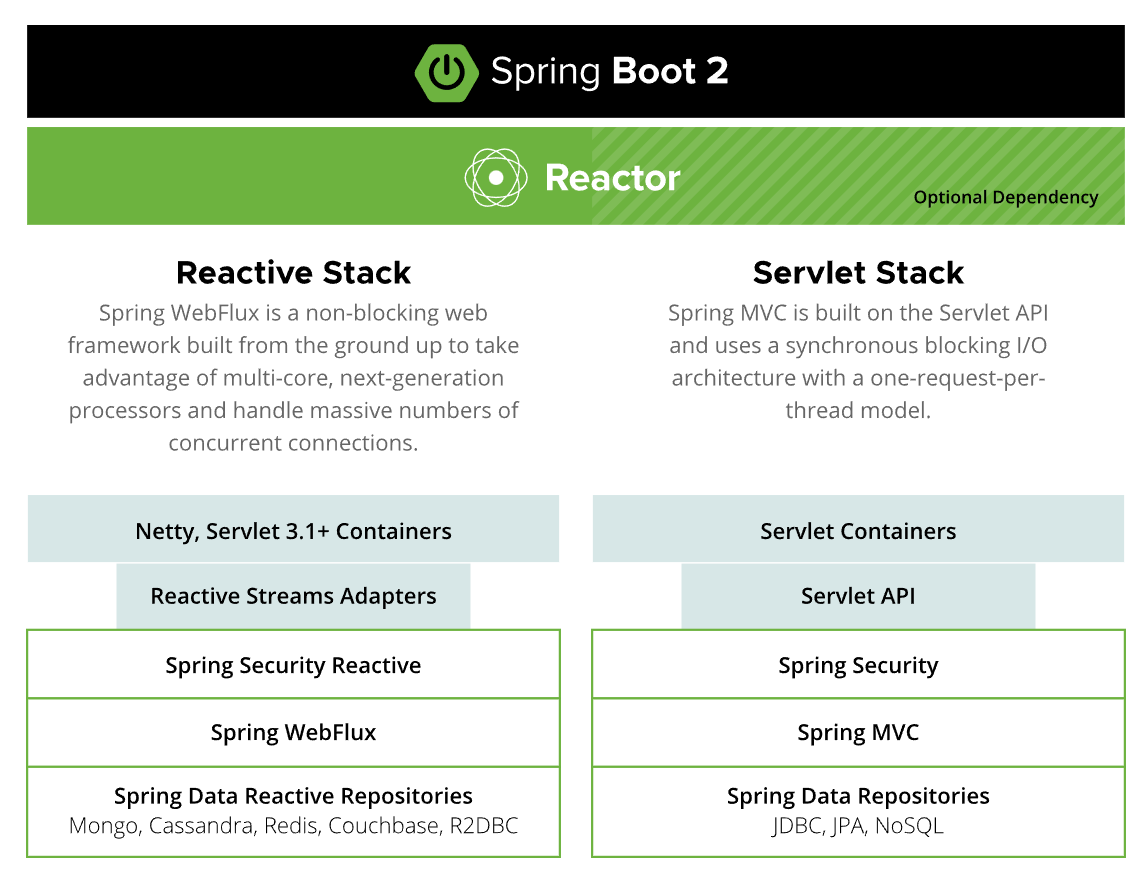 Spring Boot 2
Reactor
Optional Dependency
Reactive Stack
Spring WebFlux is a non-blocking web
framework built from the ground up to take
advantage of multi-core, next-generation
processors and handle massive numbers of
concurrent connections.
Servlet Stack
Spring MVC is built on the Servlet API
and uses a synchronous blocking I/O
architecture with a one-request-per-
thread model.
Netty, Servlet 3.1+ Containers
Reactive Streams Adapters
Spring Security Reactive
Spring WebFlux
Spring Data Reactive Repositories
Mongo, Cassandra, Redis, Couchbase, R2DBC
Servlet Containers
Servlet API
Spring Security
Spring MVC
Spring Data Repositories
JDBC, JPA, NoSQL